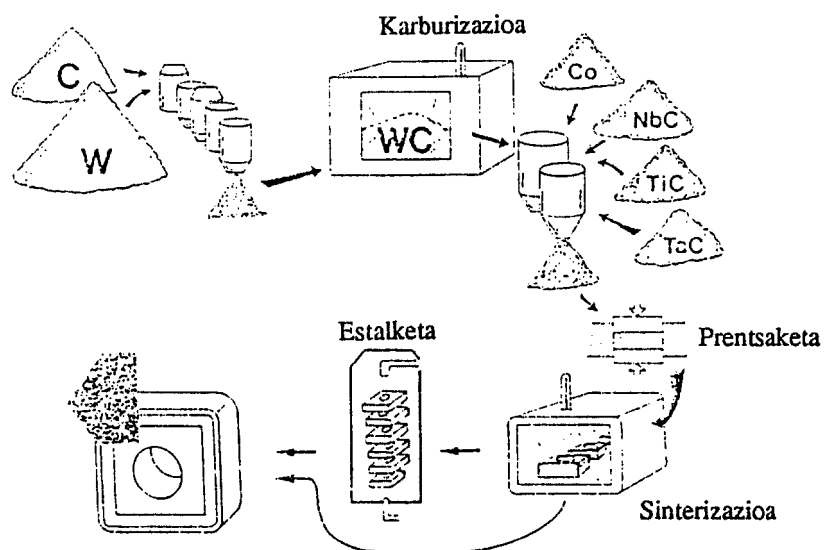 Karburizazioa
C
W
WC
Co
NbC
TiC
TaC
Estalketa
Prentsaketa
Sinterizazioa